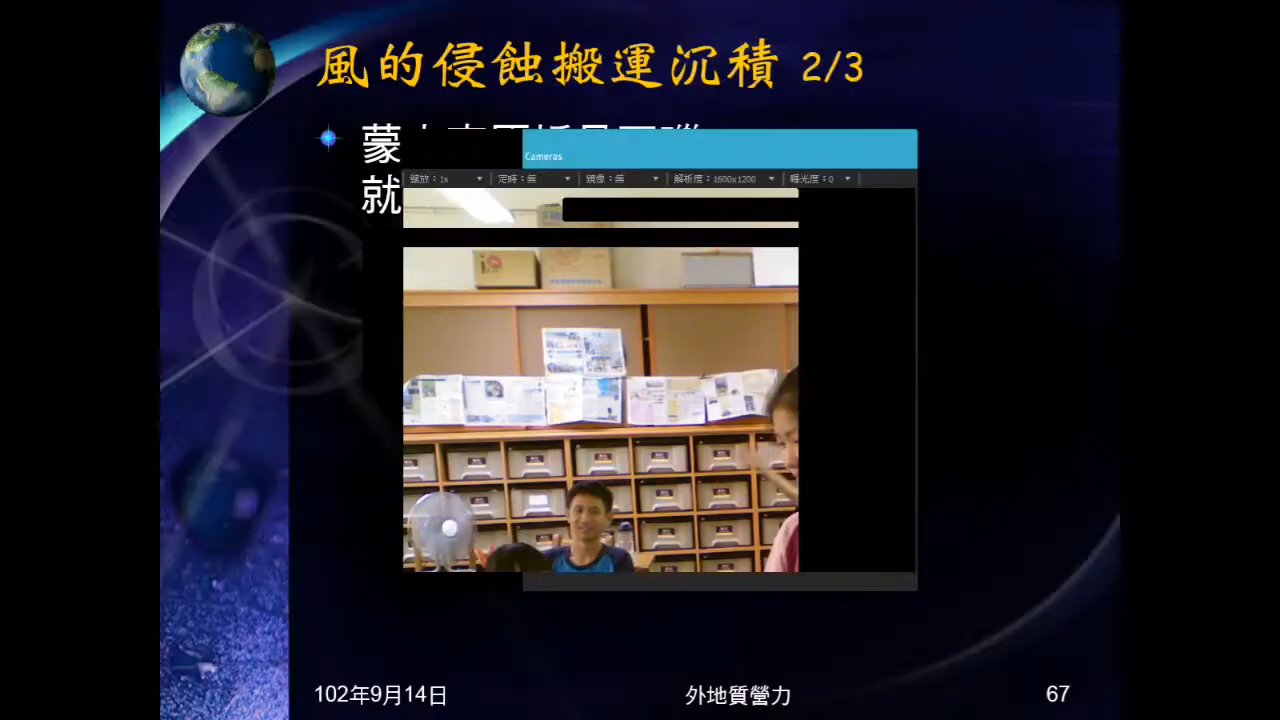 風的侵蝕搬運沉積 2/3
蒙
就
Cameras
縮放：1x 定時：無 鏡像：無 解析度：1600x1200 曝光度：0
102年9月14日 外地質營力 67